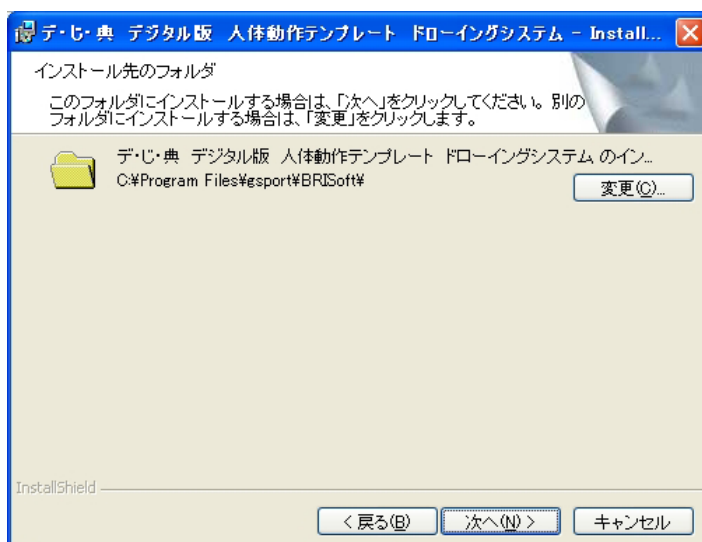 デ・じ・典 デジタル版 人体動作テンプレート ドローイングシステム - Install...
インストール先のフォルダ
このフォルダにインストールする場合は、「次へ」をクリックしてください。別の
フォルダにインストールする場合は、「変更」をクリックします。
デ・じ・典 デジタル版 人体動作テンプレート ドローイングシステム のイン...
C:¥Program Files¥gsport¥BRISoft¥
変更(C)...
InstallShield
< 戻る(B)
次へ(N) >
キャンセル